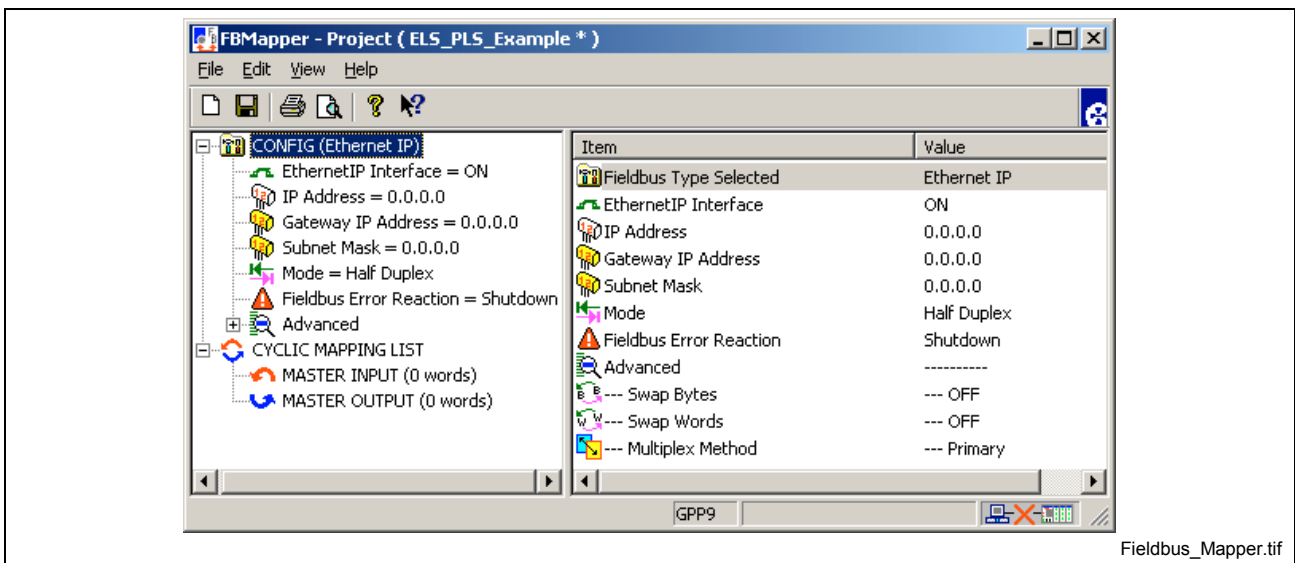 FBMapper - Project ( ELS_PLS_Example * )
File Edit View Help
CONFIG (Ethernet IP)
EthernetIP Interface = ON
IP Address = 0.0.0.0
Gateway IP Address = 0.0.0.0
Subnet Mask = 0.0.0.0
Mode = Half Duplex
Fieldbus Error Reaction = Shutdown
Advanced
CYCLIC MAPPING LIST
MASTER INPUT (0 words)
MASTER OUTPUT (0 words)
Item Value
Fieldbus Type Selected Ethernet IP
EthernetIP Interface ON
IP Address 0.0.0.0
Gateway IP Address 0.0.0.0
Subnet Mask 0.0.0.0
Mode Half Duplex
Fieldbus Error Reaction Shutdown
Advanced ----------
--- Swap Bytes --- OFF
--- Swap Words --- OFF
--- Multiplex Method --- Primary
GPP9
Fieldbus_Mapper.tif